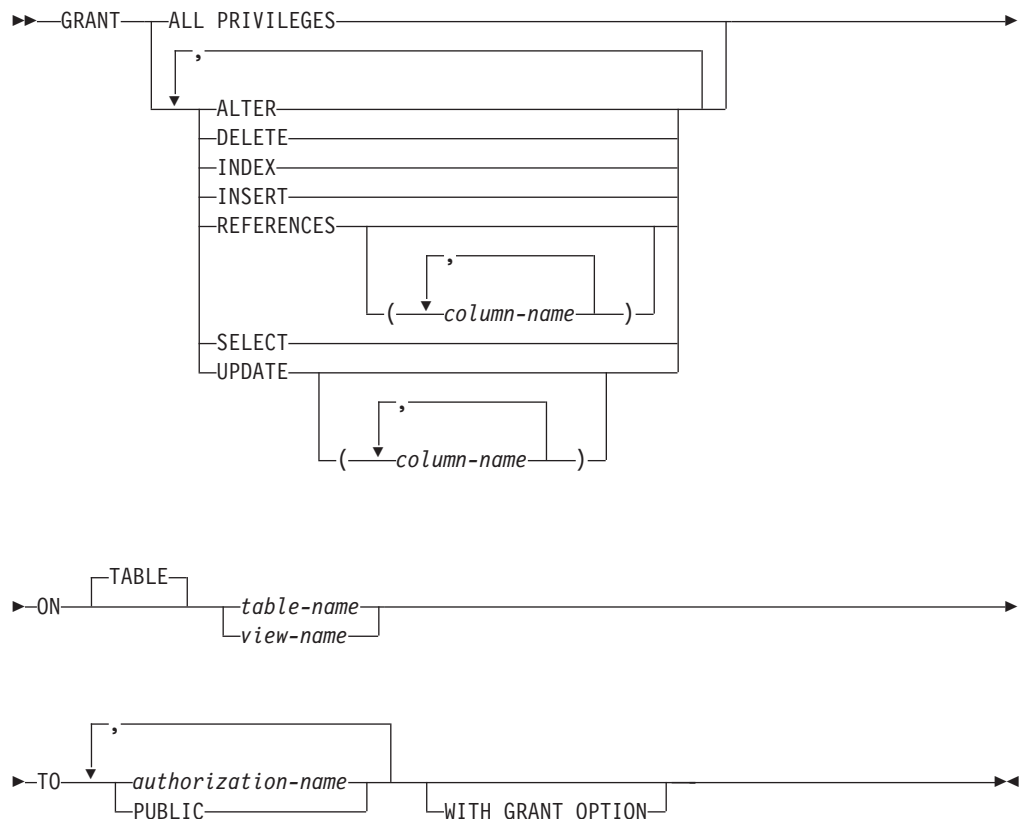 GRANT ALL PRIVILEGES
,
ALTER
DELETE
INDEX
INSERT
REFERENCES
,
( column-name )
SELECT
UPDATE
,
( column-name )
TABLE
ON table-name
view-name
,
TO authorization-name
PUBLIC WITH GRANT OPTION